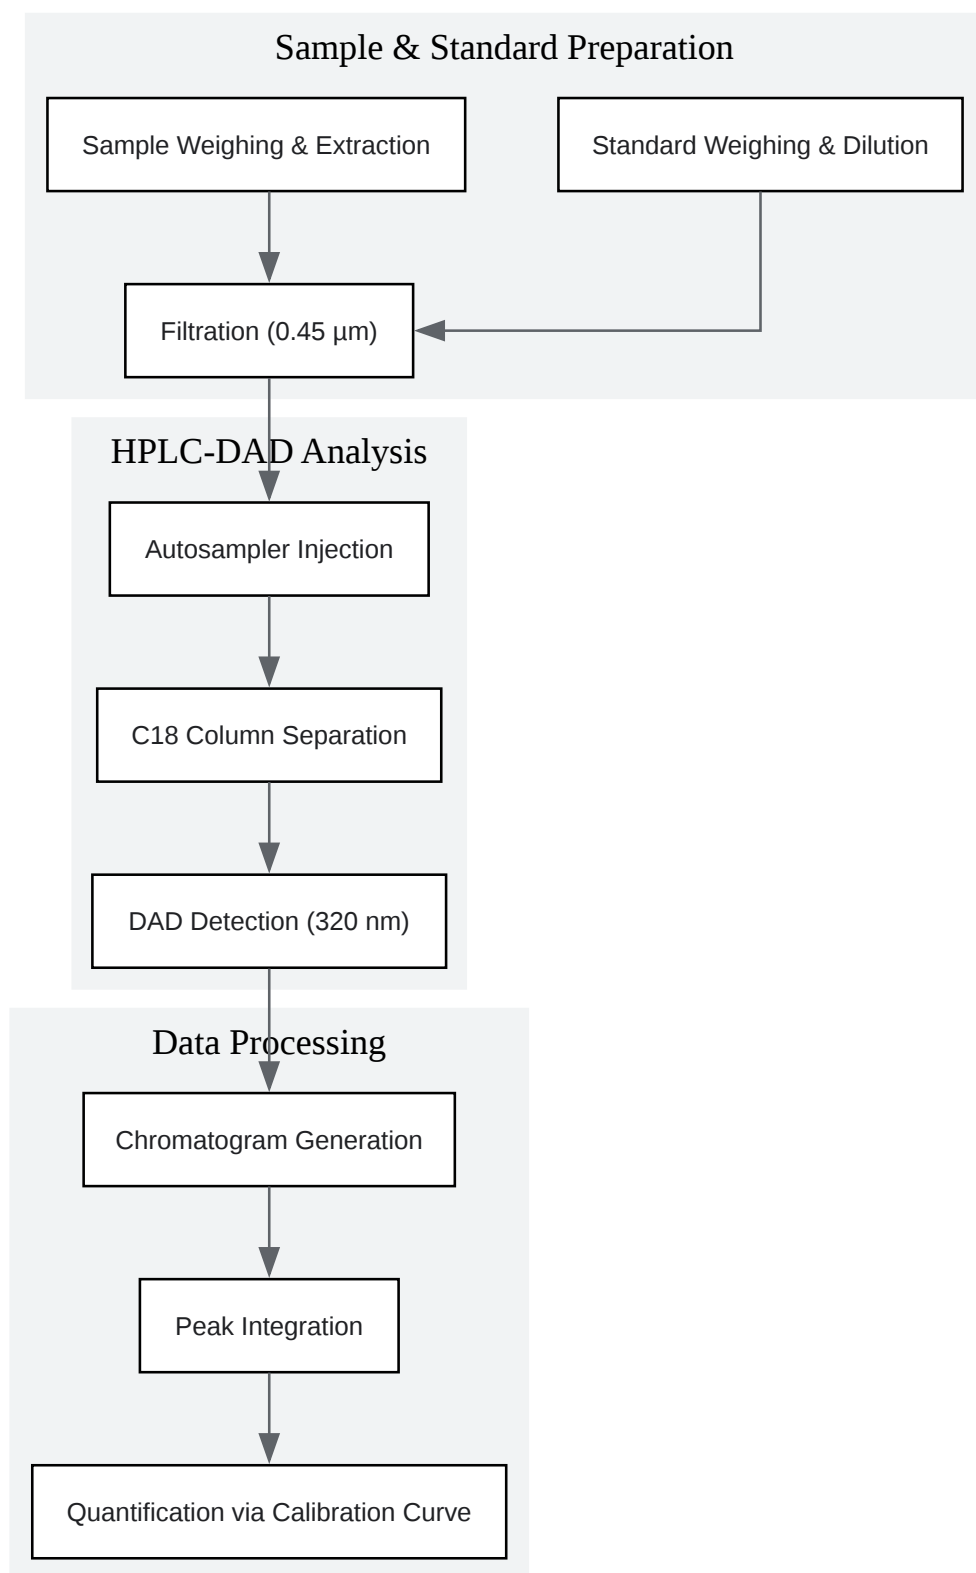 Sample & Standard Preparation
Sample Weighing & Extraction
Standard Weighing & Dilution
Filtration (0.45 µm)
HPLC-DAD Analysis
Autosampler Injection
C18 Column Separation
DAD Detection (320 nm)
Data Processing
Chromatogram Generation
Peak Integration
Quantification via Calibration Curve